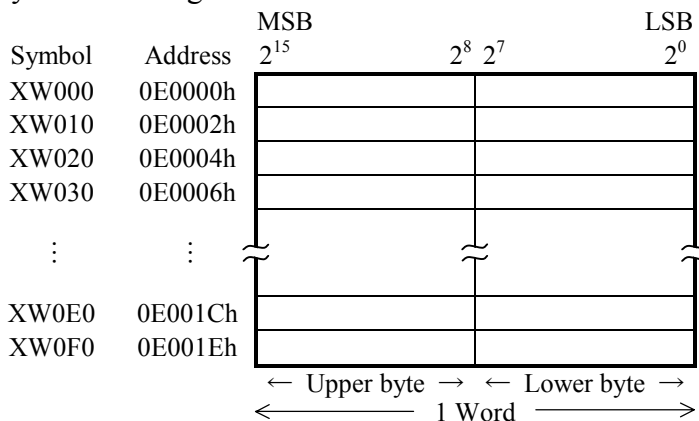 MSB LSB
Symbol Address 2^15 2^8 2^7 2^0
XW000 0E0000h
XW010 0E0002h
XW020 0E0004h
XW030 0E0006h
⋮ ⋮
XW0E0 0E001Ch
XW0F0 0E001Eh
← Upper byte → ← Lower byte →
1 Word